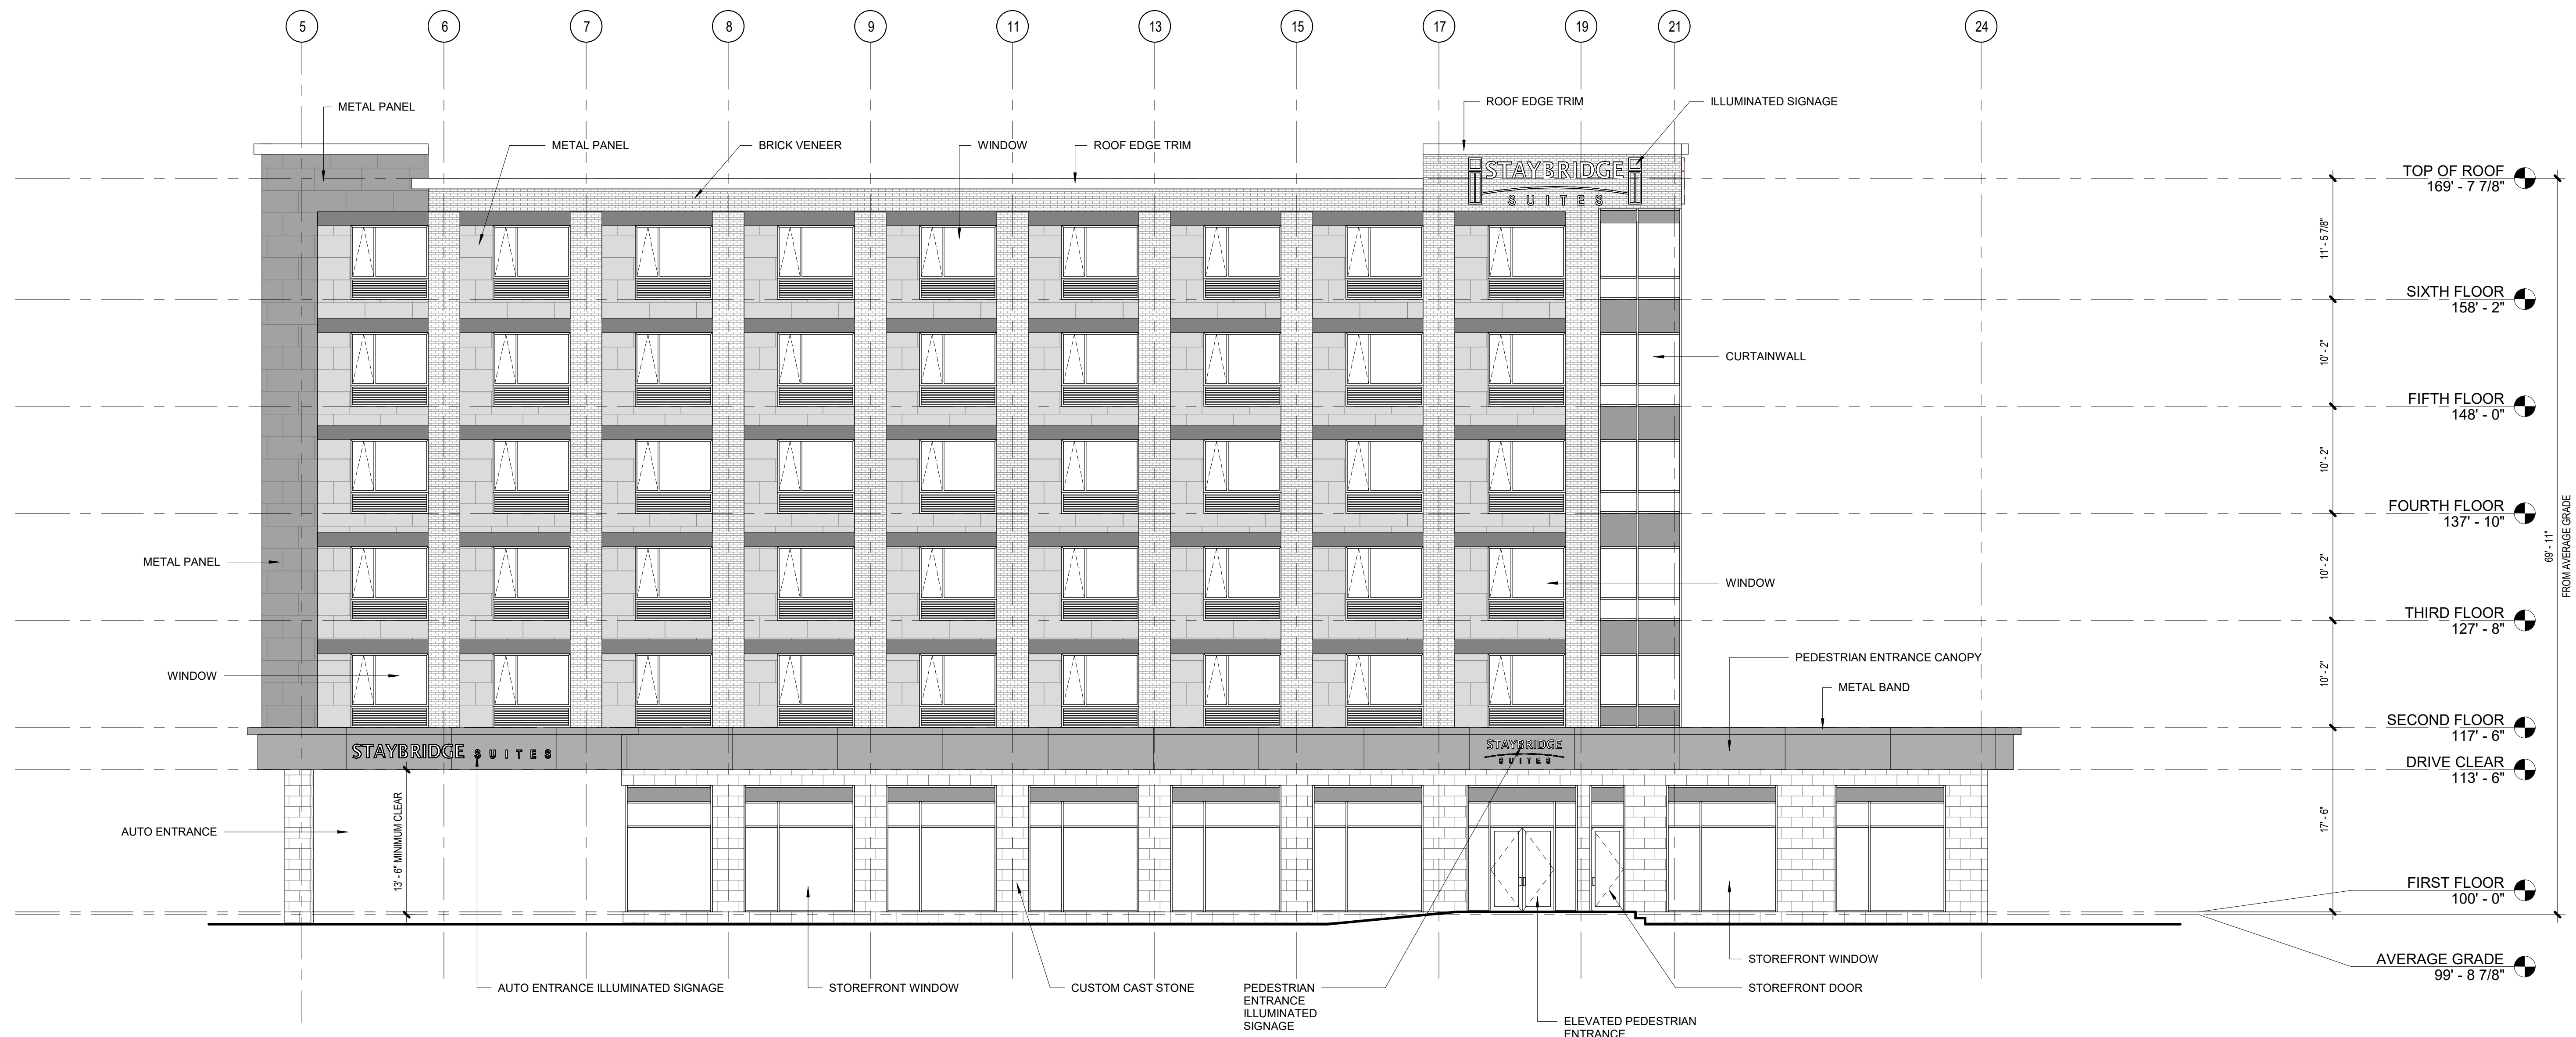 5 6 7 8 9 11 13 15 17 19 21 24
METAL PANEL
ROOF EDGE TRIM
ILLUMINATED SIGNAGE
METAL PANEL
BRICK VENEER
WINDOW
ROOF EDGE TRIM
STAYBRIDGE
SUITES
TOP OF ROOF
169' - 7 7/8"
11' - 5 7/8"
SIXTH FLOOR
158' - 2"
CURTAINWALL
10' - 2"
FIFTH FLOOR
148' - 0"
10' - 2"
FOURTH FLOOR
137' - 10"
69' - 11"
FROM AVERAGE GRADE
METAL PANEL
WINDOW
10' - 2"
THIRD FLOOR
127' - 8"
WINDOW
PEDESTRIAN ENTRANCE CANOPY
METAL BAND
10' - 2"
SECOND FLOOR
117' - 6"
STAYBRIDGE SUITES
STAYBRIDGE
SUITES
DRIVE CLEAR
113' - 6"
AUTO ENTRANCE
13' - 6" MINIMUM CLEAR
17' - 6"
FIRST FLOOR
100' - 0"
AVERAGE GRADE
99' - 8 7/8"
AUTO ENTRANCE ILLUMINATED SIGNAGE
STOREFRONT WINDOW
CUSTOM CAST STONE
PEDESTRIAN
ENTRANCE
ILLUMINATED
SIGNAGE
STOREFRONT WINDOW
STOREFRONT DOOR
ELEVATED PEDESTRIAN
ENTRANCE